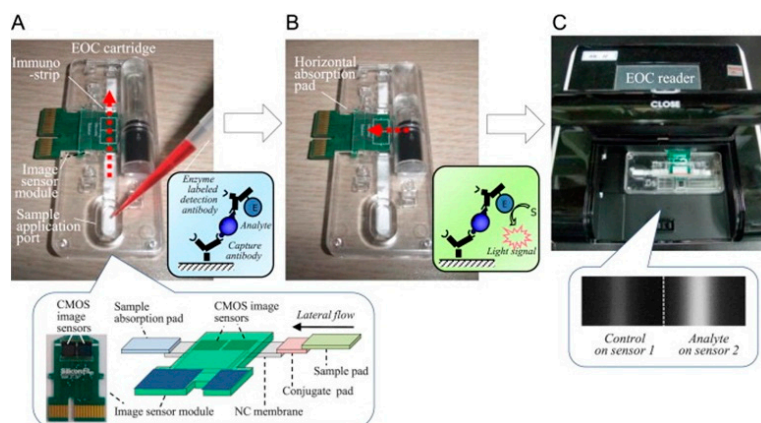 A
EOC cartridge
Immuno-
strip
Image
sensor
module
Sample
application
port
Enzyme
labeled
detection
antibody
E
Analyte
Capture
antibody
CMOS
image
sensors
Sample
absorption pad
CMOS image
sensors
Lateral flow
Sample pad
Conjugate pad
NC membrane
Image sensor module
B
Horizontal
absorption
pad
E
S
Light signal
C
EOC reader
CLOSE
Control
on sensor 1
Analyte
on sensor 2